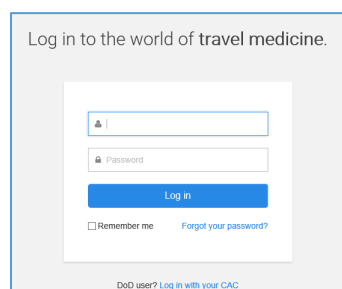 Log in to the world of travel medicine.
Password
Log in
Remember me Forgot your password?
DoD user? Log in with your CAC